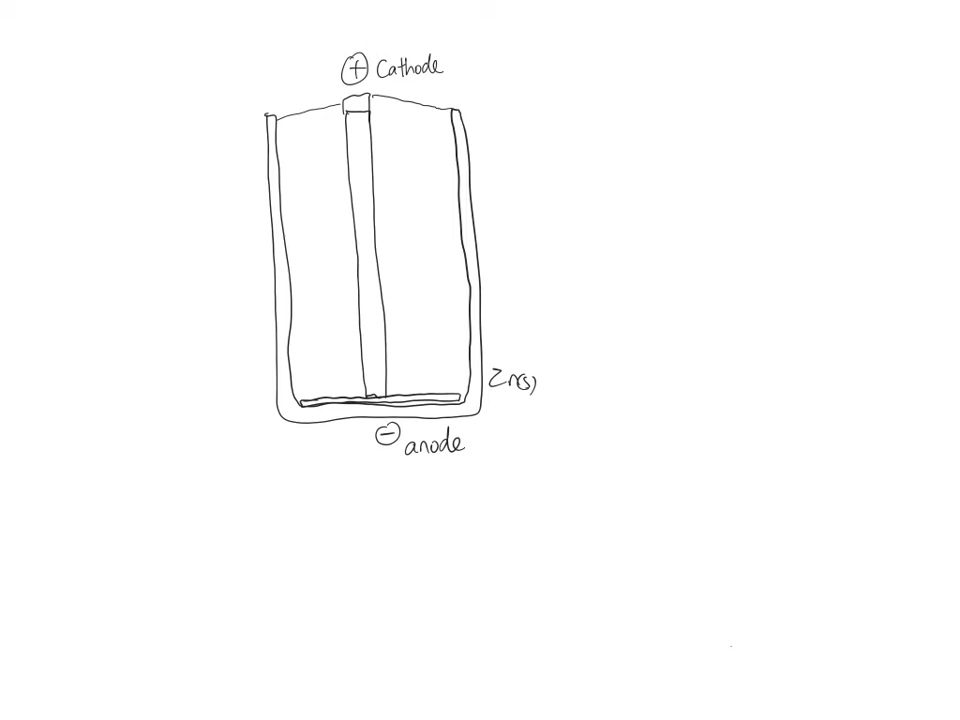 ⊕ Cathode
Zn(s)
⊖ anode